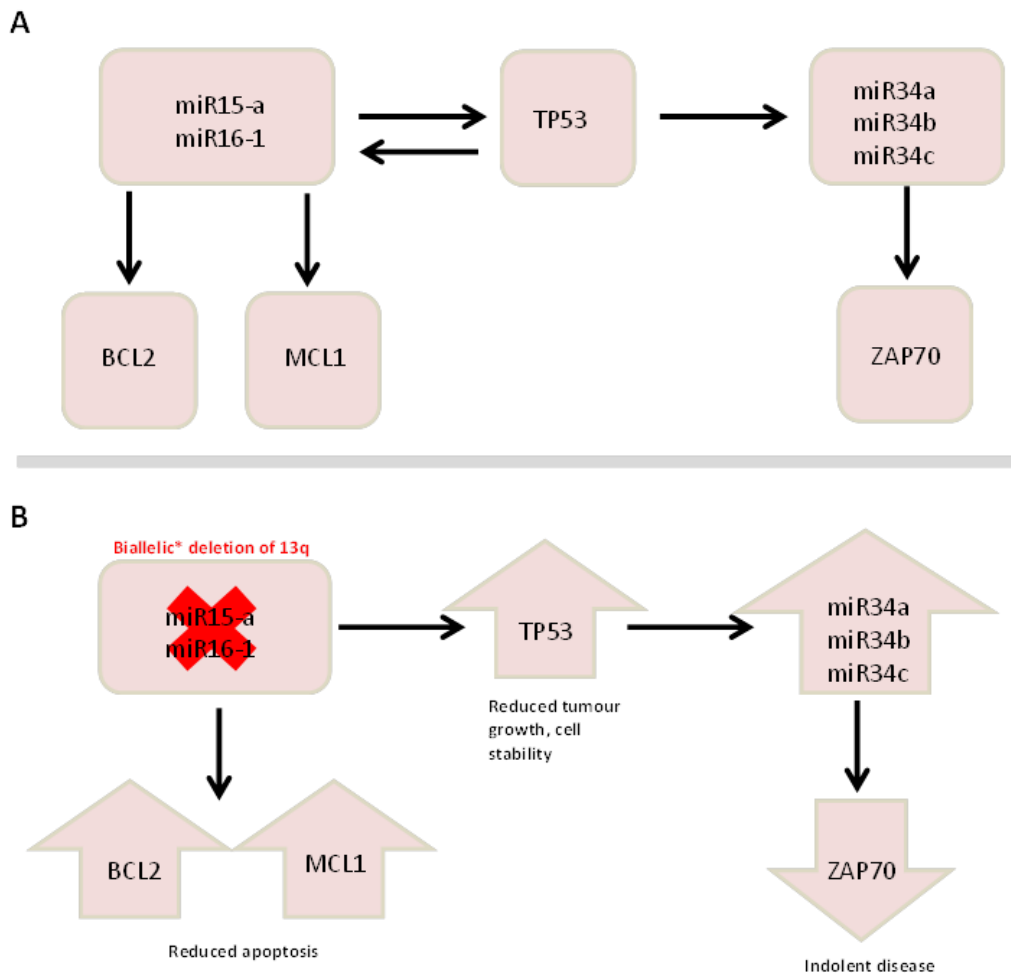 A
miR15-a
miR16-1
TP53
miR34a
miR34b
miR34c
BCL2
MCL1
ZAP70
B
Biallelic* deletion of 13q
miR15-a
miR16-1
TP53
miR34a
miR34b
miR34c
Reduced tumour
growth, cell
stability
BCL2
MCL1
ZAP70
Reduced apoptosis
Indolent disease